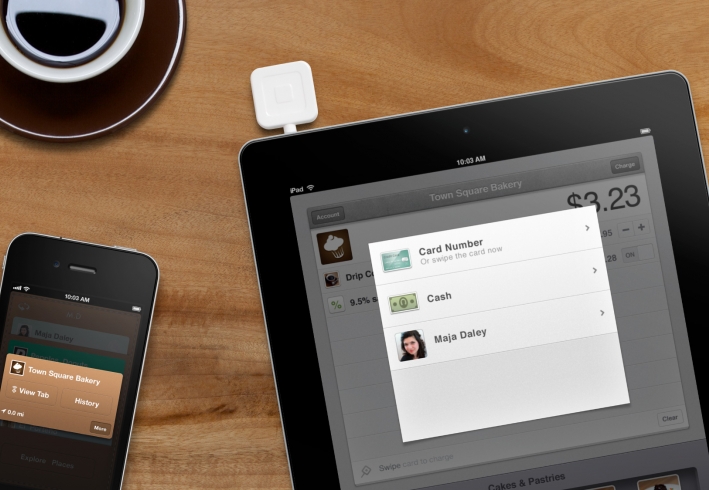 iPad
10:03 AM
Account
Town Square Bakery
Charge
$3.23
Card Number
Or swipe the card now
.95
− +
Drip C
Cash
.28 ON
% 9.5% s
Maja Daley
Swipe card to charge
Clear
Cakes & Pastries
10:03 AM
Maja Daley
Town Square Bakery
View Tab
History
0.0 mi
More
Explore Places